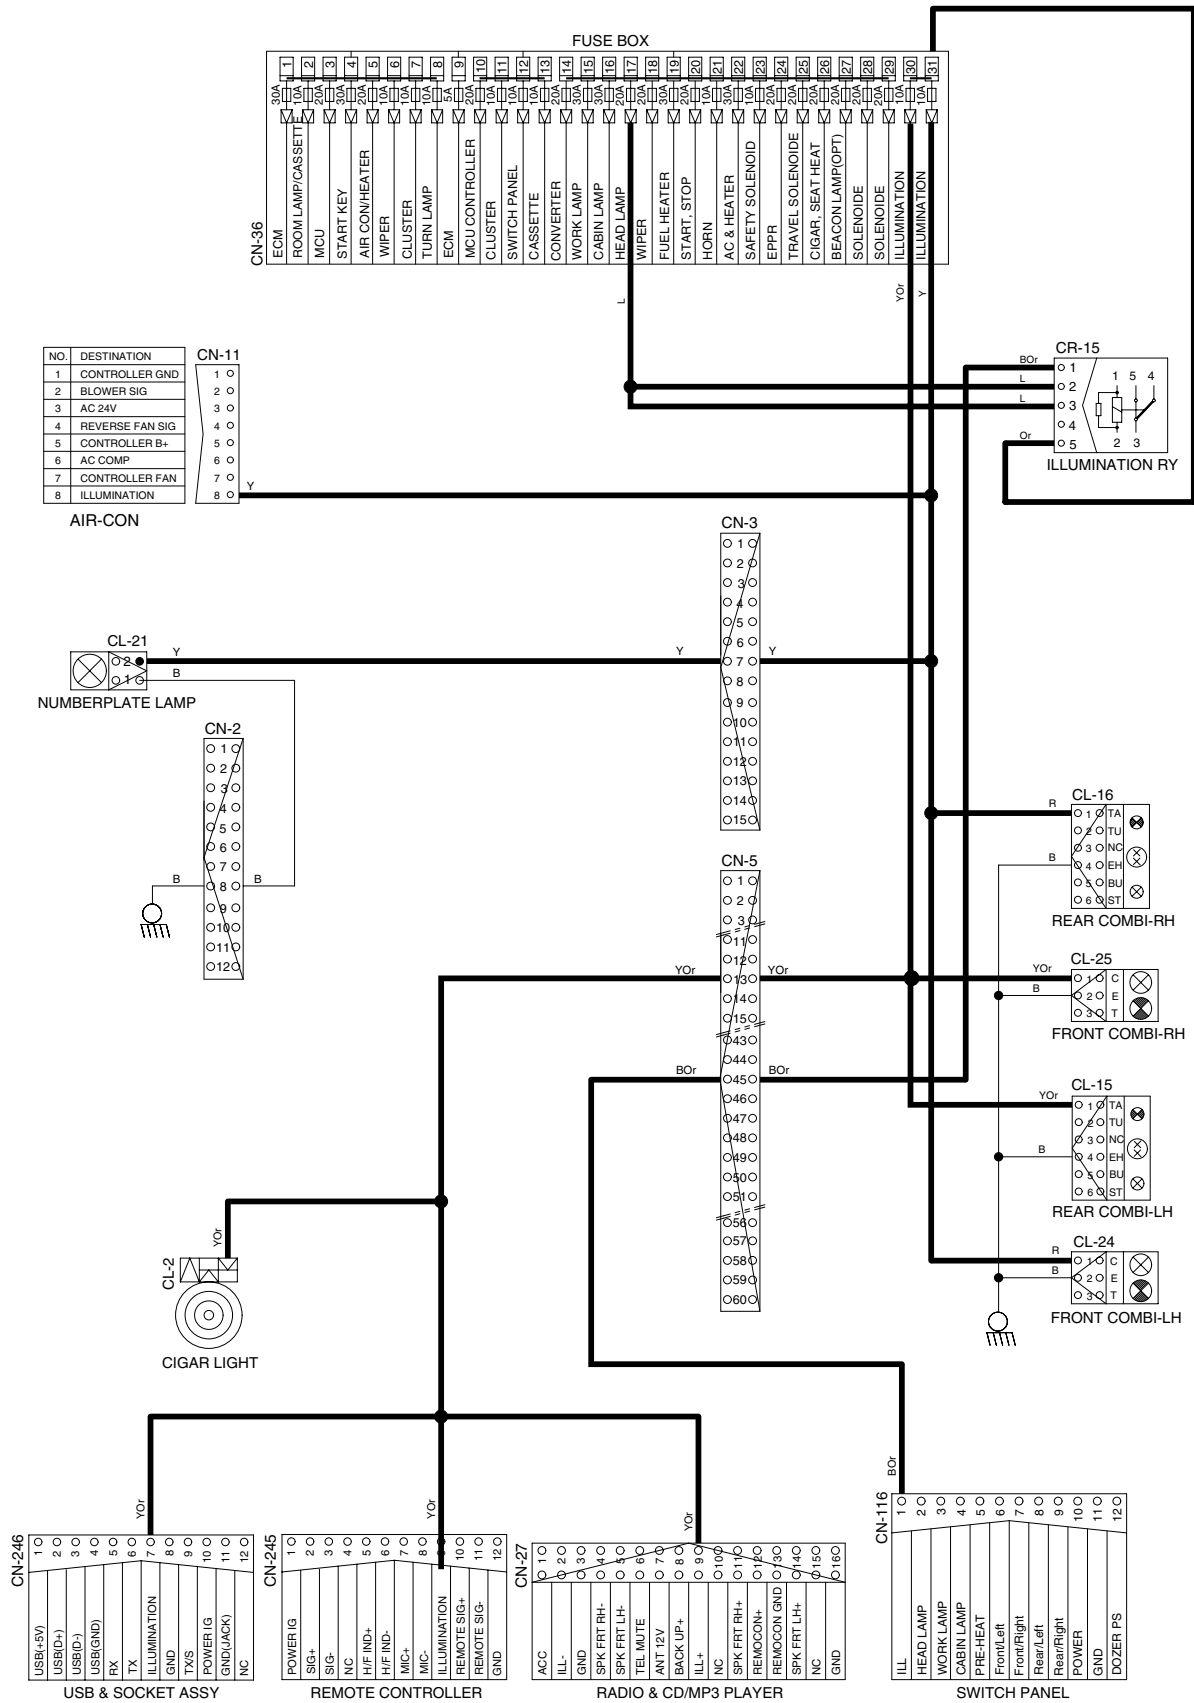 FUSE BOX
CN-36
1 2 3 4 5 6 7 8 9 10 11 12 13 14 15 16 17 18 19 20 21 22 23 24 25 26 27 28 29 30 31
30A 10A 20A 30A 20A 10A 10A 10A 5A 20A 10A 10A 10A 20A 30A 10A 20A 20A 20A 10A 30A 10A 20A 20A 20A 10A 20A 20A 10A 10A
ECM
ROOM LAMP/CASSETTE
MCU
START KEY
AIR CON/HEATER
WIPER
CLUSTER
TURN LAMP
ECM
MCU CONTROLLER
CLUSTER
SWITCH PANEL
CASSETTE
CONVERTER
WORK LAMP
CABIN LAMP
HEAD LAMP
WIPER
FUEL HEATER
START, STOP
HORN
AC & HEATER
SAFETY SOLENOID
EPPR
TRAVEL SOLENOIDE
CIGAR, SEAT HEAT
BEACON LAMP(OPT)
SOLENOIDE
SOLENOIDE
ILLUMINATION
ILLUMINATION
L
YOr
Y
NO. DESTINATION
1 CONTROLLER GND
2 BLOWER SIG
3 AC 24V
4 REVERSE FAN SIG
5 CONTROLLER B+
6 AC COMP
7 CONTROLLER FAN
8 ILLUMINATION
AIR-CON
CN-11
1
2
3
4
5
6
7
8
Y
CR-15
BOr 1
L 2
L 3
4
Or 5
1 5 4
2 3
ILLUMINATION RY
CN-3
1
2
3
4
5
6
Y 7 Y
8
9
10
11
12
13
14
15
CL-21
2 Y
1 B
NUMBERPLATE LAMP
CN-2
1
2
3
4
5
6
7
B 8 B
9
10
11
12
CN-5
1
2
3
11
12
YOr 13 YOr
14
15
43
44
BOr 45 BOr
46
47
48
49
50
51
56
57
58
59
60
CL-16
R 1 TA
2 TU
3 NC
B 4 EH
5 BU
6 ST
REAR COMBI-RH
CL-25
YOr 1 C
B 2 E
3 T
FRONT COMBI-RH
CL-15
YOr 1 TA
2 TU
3 NC
B 4 EH
5 BU
6 ST
REAR COMBI-LH
CL-24
R 1 C
B 2 E
3 T
FRONT COMBI-LH
YOr
CL-2
CIGAR LIGHT
YOr
CN-246
1 2 3 4 5 6 7 8 9 10 11 12
USB(+5V)
USB(D+)
USB(D-)
USB(GND)
RX
TX
ILLUMINATION
GND
TX/S
POWER IG
GND(JACK)
NC
USB & SOCKET ASSY
YOr
CN-245
1 2 3 4 5 6 7 8 10 11 12
POWER IG
SIG+
SIG-
NC
H/F IND+
H/F IND-
MIC+
MIC-
ILLUMINATION
REMOTE SIG+
REMOTE SIG-
GND
REMOTE CONTROLLER
YOr
CN-27
1 2 3 4 5 6 7 8 9 10 11 12 13 14 15 16
ACC
ILL-
GND
SPK FRT RH-
SPK FRT LH-
TEL MUTE
ANT 12V
BACK UP+
ILL+
NC
SPK FRT RH+
REMOCON+
REMOCON GND
SPK FRT LH+
NC
GND
RADIO & CD/MP3 PLAYER
BOr
CN-116
1 2 3 4 5 6 7 8 9 10 11 12
ILL
HEAD LAMP
WORK LAMP
CABIN LAMP
PRE-HEAT
Front/Left
Front/Right
Rear/Left
Rear/Right
POWER
GND
DOZER PS
SWITCH PANEL